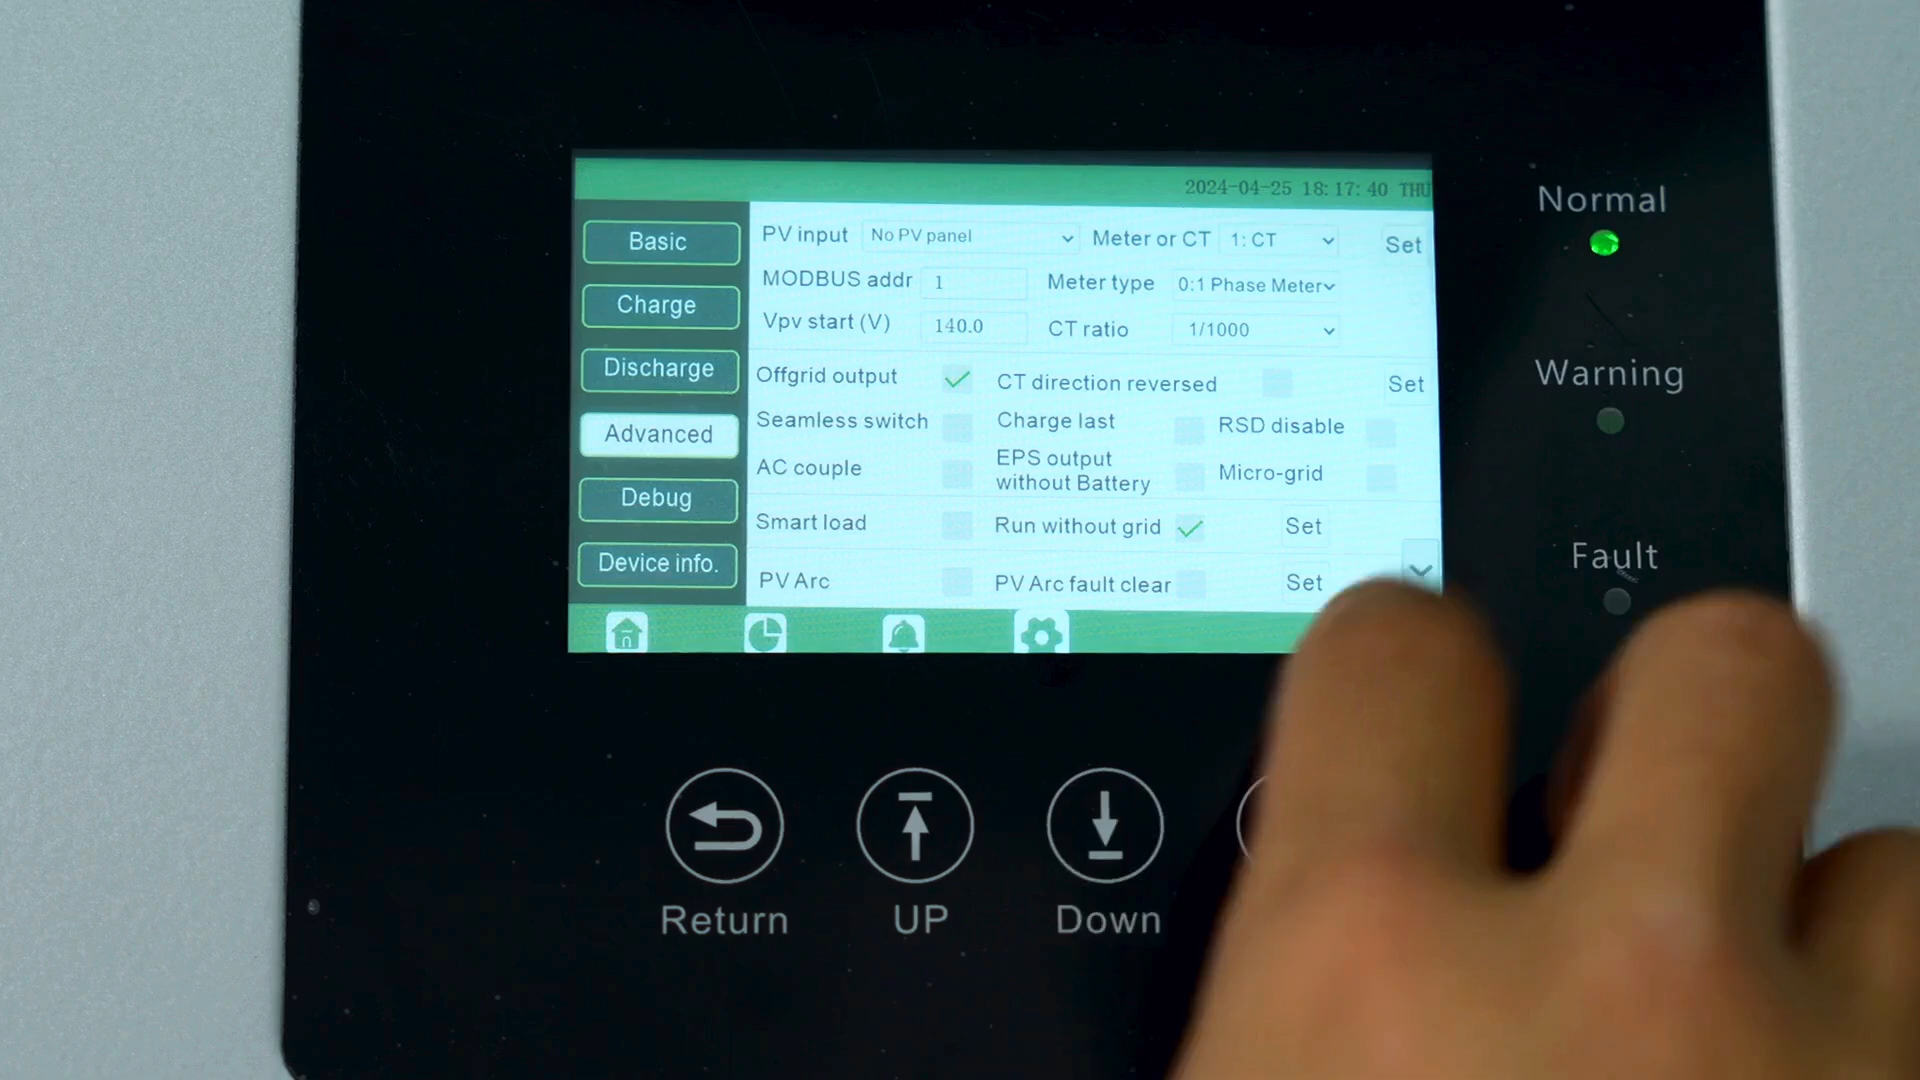 2024-04-25 18:17:40 THU
Basic
Charge
Discharge
Advanced
Debug
Device info.
PV input No PV panel Meter or CT 1: CT Set
MODBUS addr 1 Meter type 0:1 Phase Meter
Vpv start (V) 140.0 CT ratio 1/1000
Offgrid output CT direction reversed Set
Seamless switch Charge last RSD disable
AC couple EPS output without Battery Micro-grid
Smart load Run without grid Set
PV Arc PV Arc fault clear Set
Normal
Warning
Fault
Return UP Down